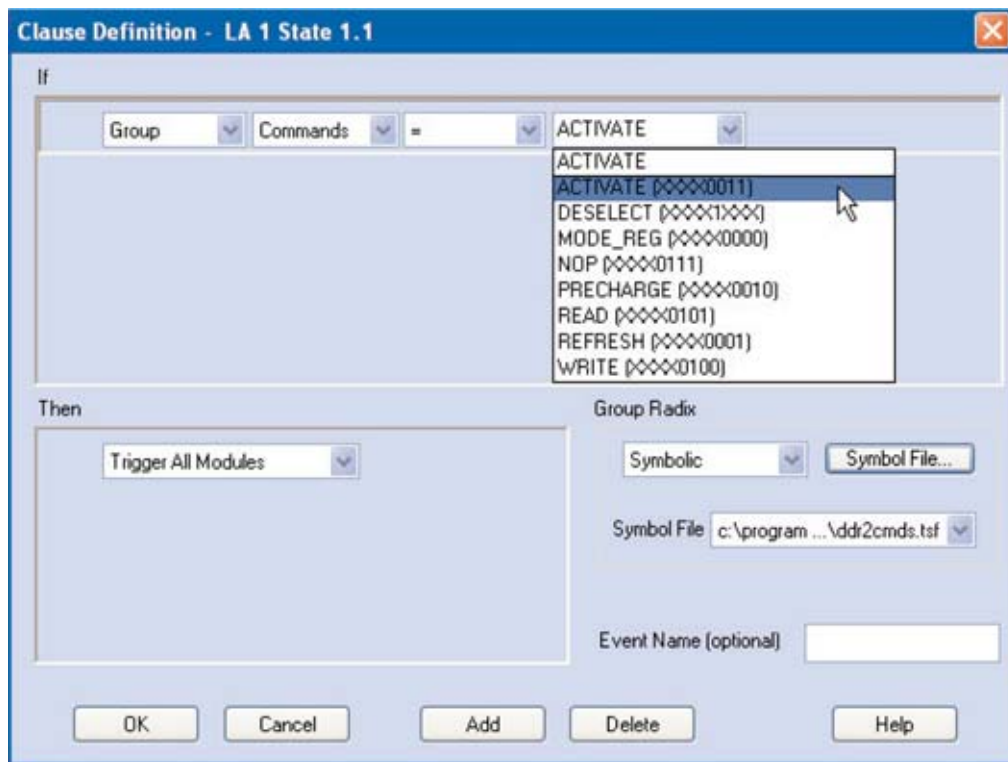 Clause Definition - LA 1 State 1.1
If
Group Commands = ACTIVATE
ACTIVATE
ACTIVATE (XXXX0011)
DESELECT (XXXX1XXX)
MODE_REG (XXXX0000)
NOP (XXXX0111)
PRECHARGE (XXXX0010)
READ (XXXX0101)
REFRESH (XXXX0001)
WRITE (XXXX0100)
Then
Trigger All Modules
Group Radix
Symbolic Symbol File...
Symbol File c:\program ...\ddr2cmds.tsf
Event Name (optional)
OK Cancel Add Delete Help